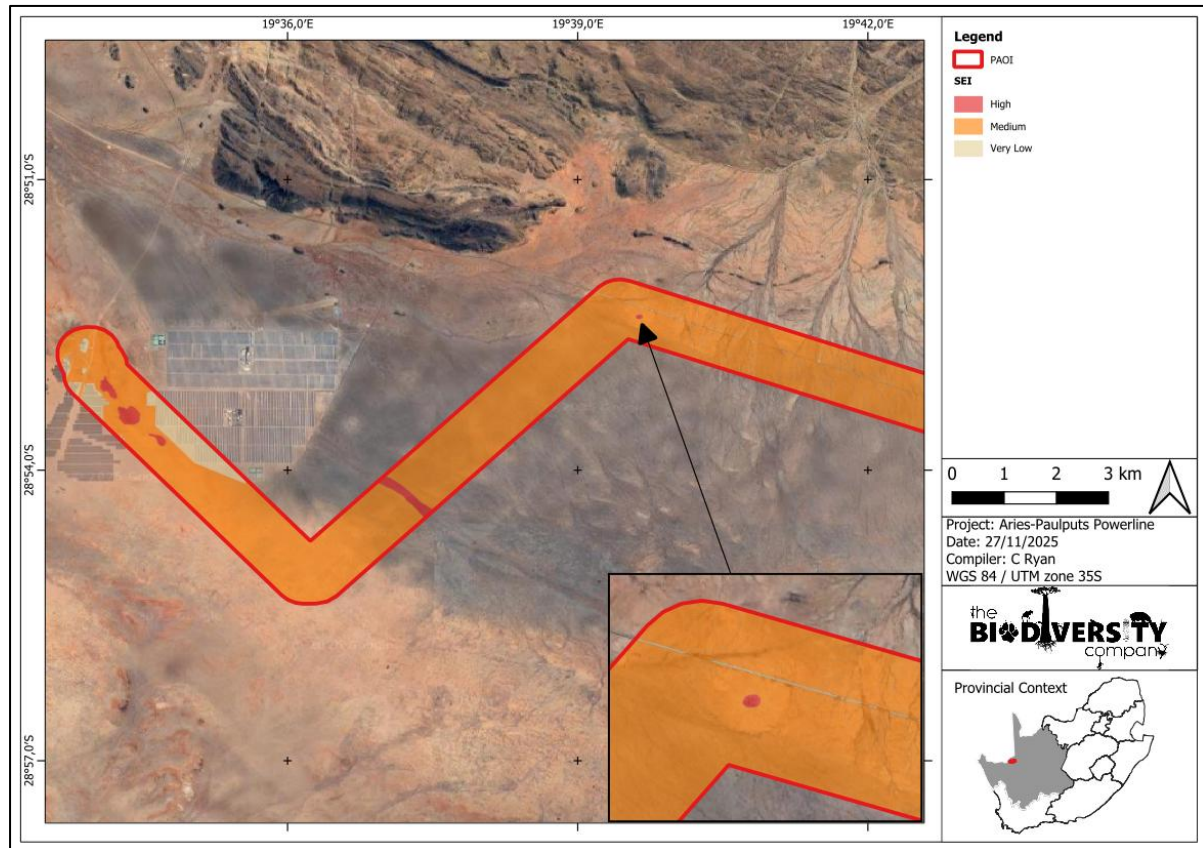 19°36,0'E
19°39,0'E
19°42,0'E
28°51,0'S
28°54,0'S
28°57,0'S
Legend
PAOI
SEI
High
Medium
Very Low
0 1 2 3 km
Project: Aries-Paulputs Powerline
Date: 27/11/2025
Compiler: C Ryan
WGS 84 / UTM zone 35S
the
BIODIVERSITY
company
Provincial Context